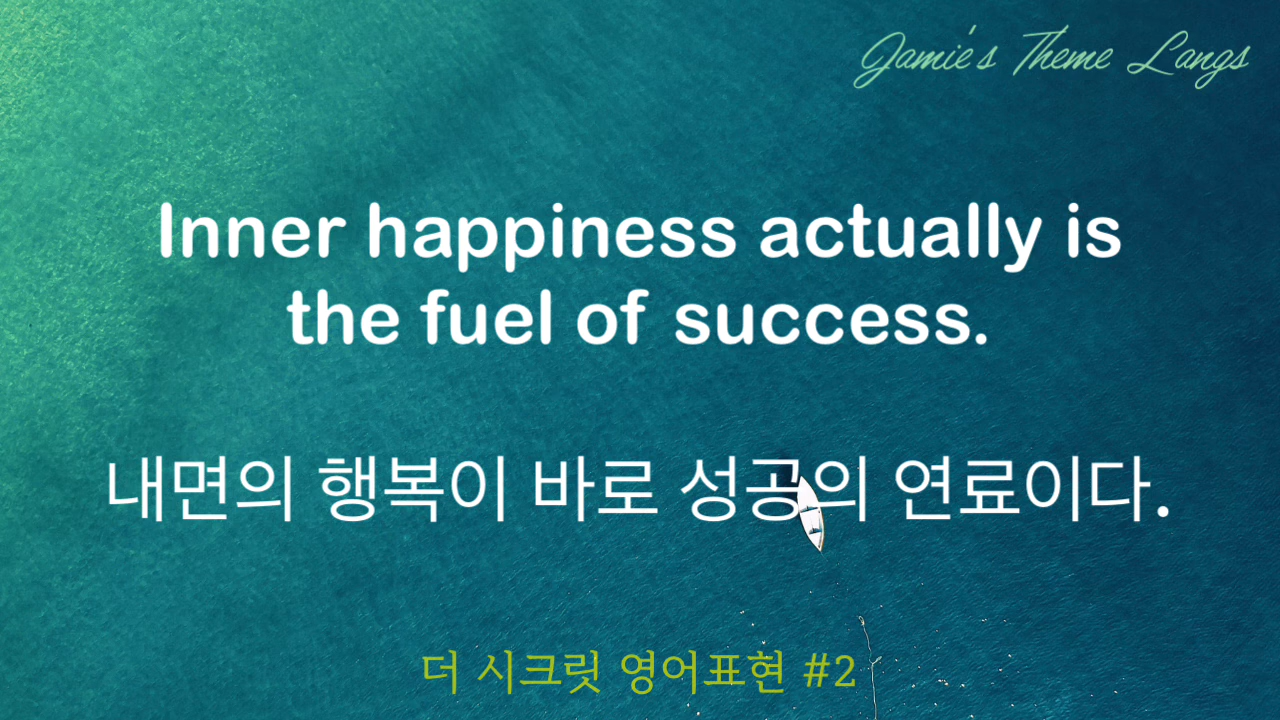 Jamie's Theme Langs
Inner happiness actually is
the fuel of success.
내면의 행복이 바로 성공의 연료이다.
더 시크릿 영어표현 #2